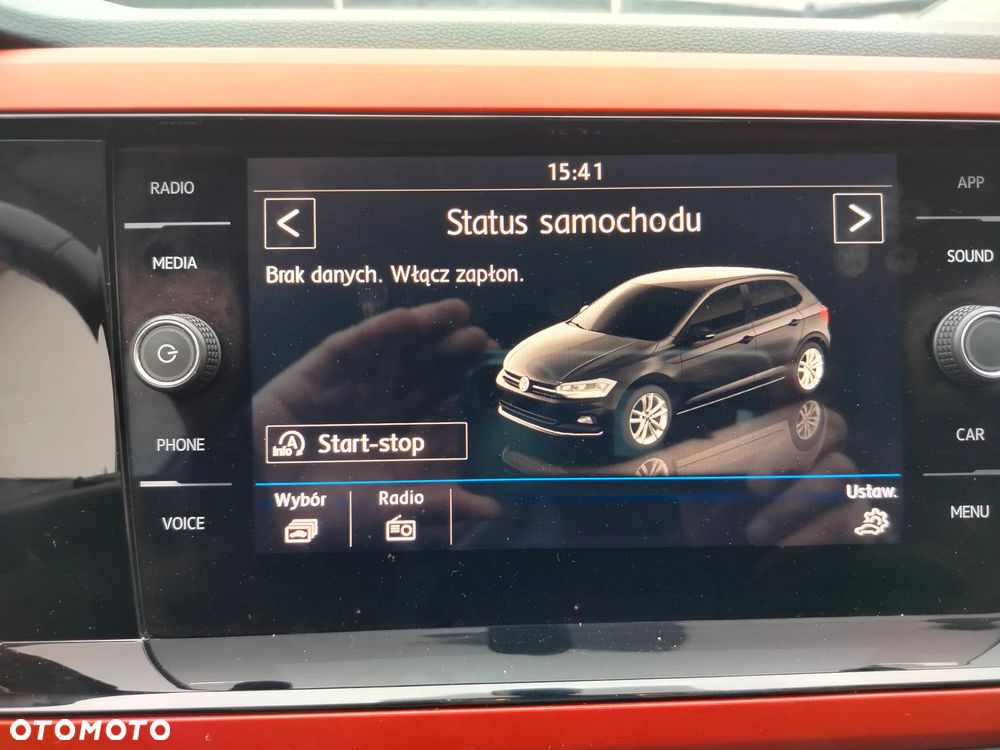 15:41
RADIO
APP
Status samochodu
MEDIA
SOUND
Brak danych. Włącz zapłon.
PHONE
Info A Start-stop
CAR
Wybór
Radio
Ustaw.
VOICE
MENU
OTOMOTO